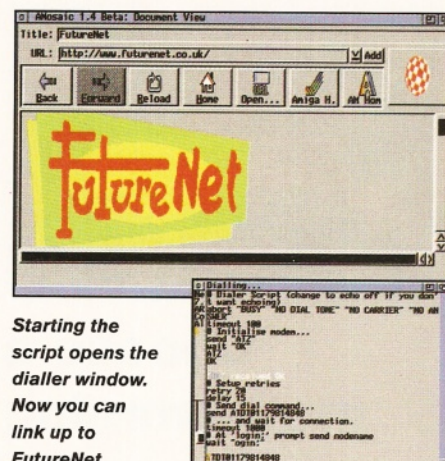 AMosaic 1.4 Beta: Document View
Title: FutureNet
URL: http://www.futurenet.co.uk/
Add
Back Forward Reload Home Open... Amiga H. AM Hom
FutureNet
Dialling...
# Dialer Script (change to echo off if you don'
t want echoing)
abort "BUSY" "NO DIAL TONE" "NO CARRIER" "NO AN
SWER"
timeout 100
# Initialise modem...
send "ATZ"
wait "OK"
ATZ
OK
received OK
# Setup retries
retry 20
delay 15
# Send dial command...
send ATDT01179814848
# ... and wait for connection.
timeout 1000
# At "login:" prompt send nodename
wait "ogin:"
TDT01179814848
Starting the
script opens the
dialler window.
Now you can
link up to
FutureNet